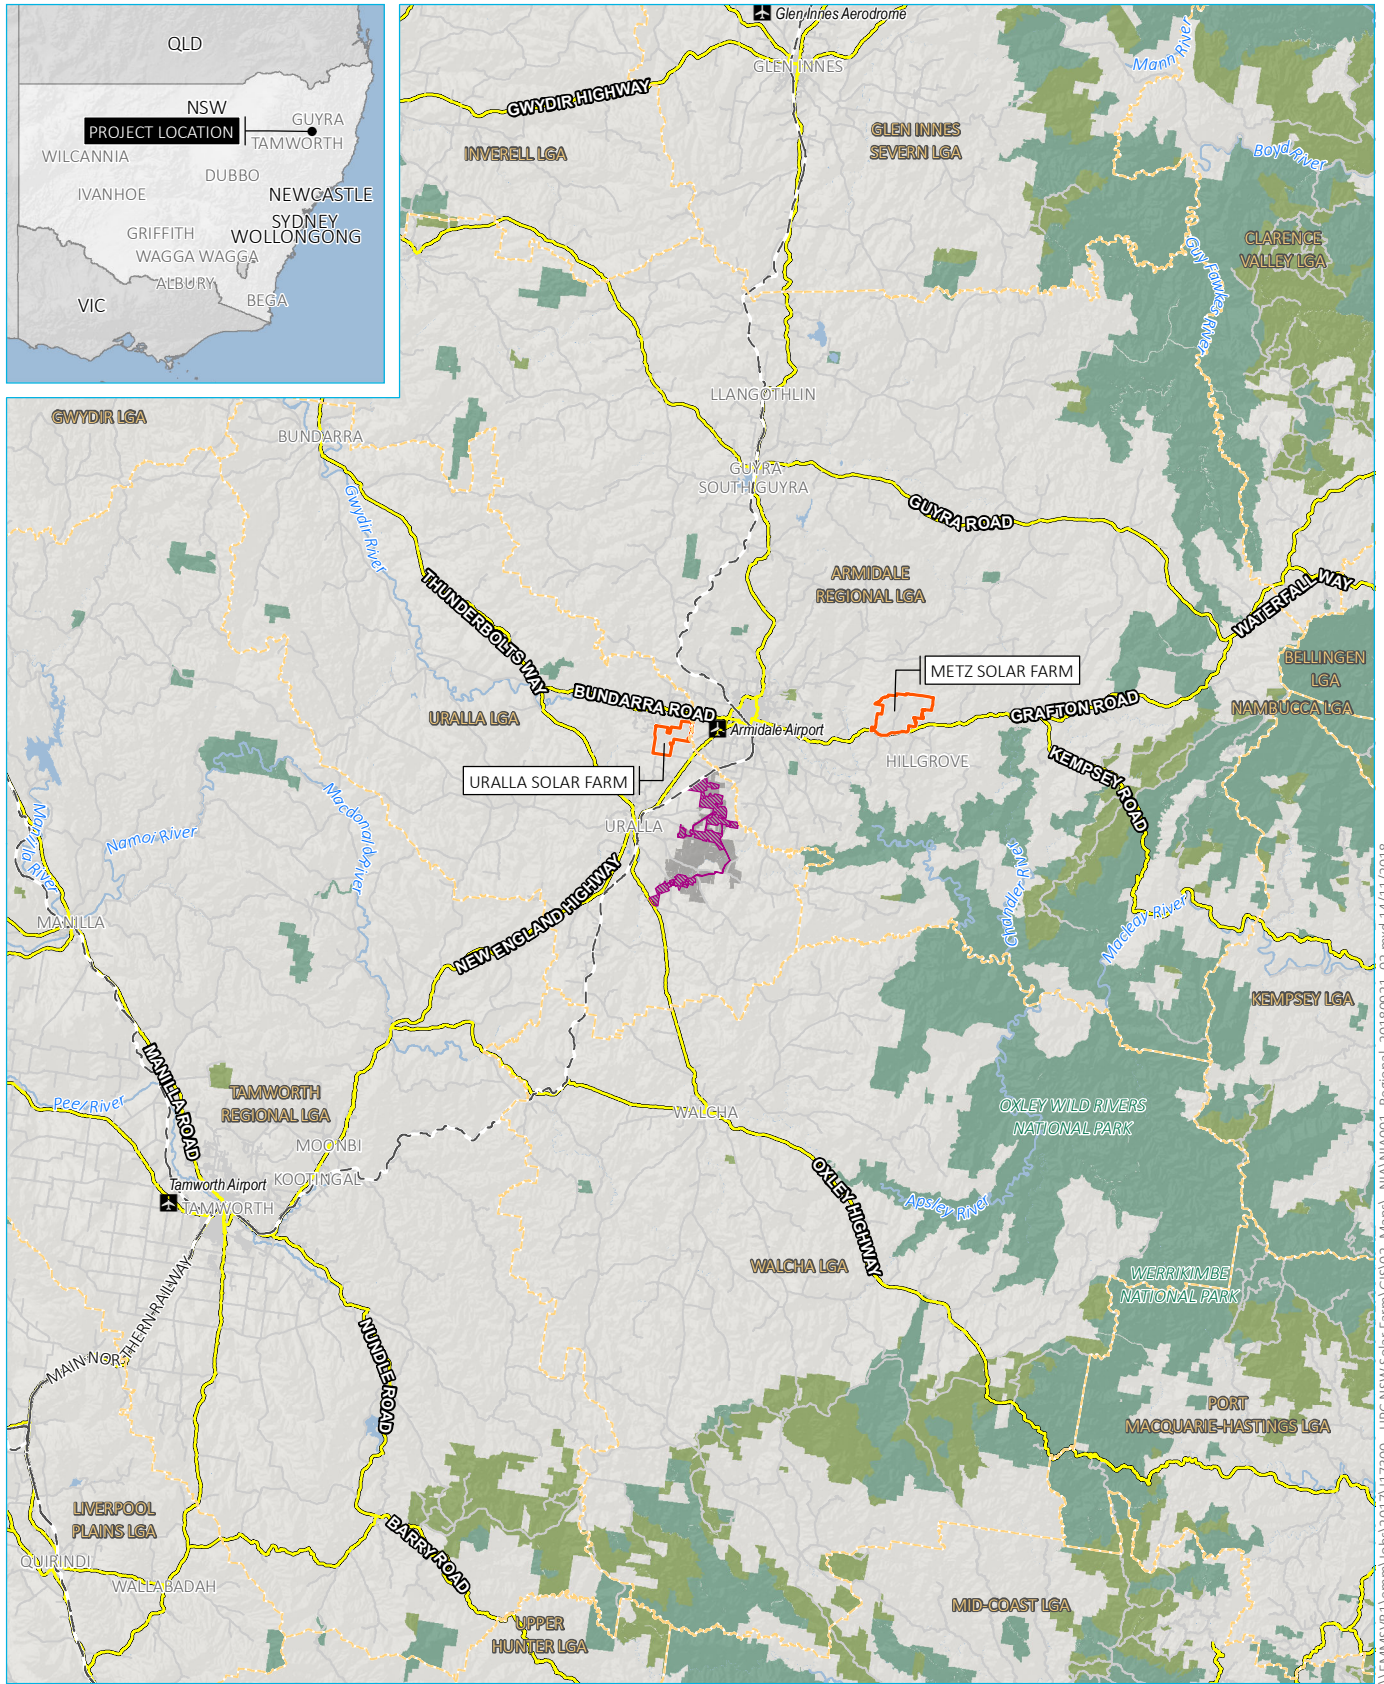 QLD
NSW
PROJECT LOCATION
GUYRA
TAMWORTH
WILCANNIA
DUBBO
IVANHOE
NEWCASTLE
SYDNEY
WOLLONGONG
GRIFFITH
WAGGA WAGGA
ALBURY
BEGA
VIC
Glen Innes Aerodrome
GLEN INNES
Mann River
GWYDIR HIGHWAY
GLEN INNES
SEVERN LGA
INVERELL LGA
Boyd River
CLARENCE
VALLEY LGA
Guy Fawkes River
LLANGOTHLIN
GWYDIR LGA
BUNDARRA
GUYRA
SOUTH GUYRA
Gwydir River
GUYRA ROAD
ARMIDALE
REGIONAL LGA
THUNDERBOLTS WAY
WATERFALL WAY
METZ SOLAR FARM
BELLINGEN
LGA
BUNDARRA ROAD
GRAFTON ROAD
NAMBUCCA LGA
URALLA LGA
Armidale Airport
HILLGROVE
KEMPSEY ROAD
URALLA SOLAR FARM
Macdonald River
Manilla River
Namoi River
URALLA
Chandler River
NEW ENGLAND HIGHWAY
MANILLA
Macleay River
KEMPSEY LGA
MANILLA ROAD
Peel River
TAMWORTH
REGIONAL LGA
OXLEY WILD RIVERS
NATIONAL PARK
WALCHA
MOONBI
KOOTINGAL
Tamworth Airport
TAMWORTH
OXLEY HIGHWAY
Apsley River
WALCHA LGA
WERRIKIMBE
NATIONAL PARK
MAIN NORTHERN RAILWAY
NUNDLE ROAD
PORT
MACQUARIE-HASTINGS LGA
LIVERPOOL
PLAINS LGA
BARRY ROAD
QUIRINDI
WALLABADAH
UPPER
HUNTER LGA
MID-COAST LGA